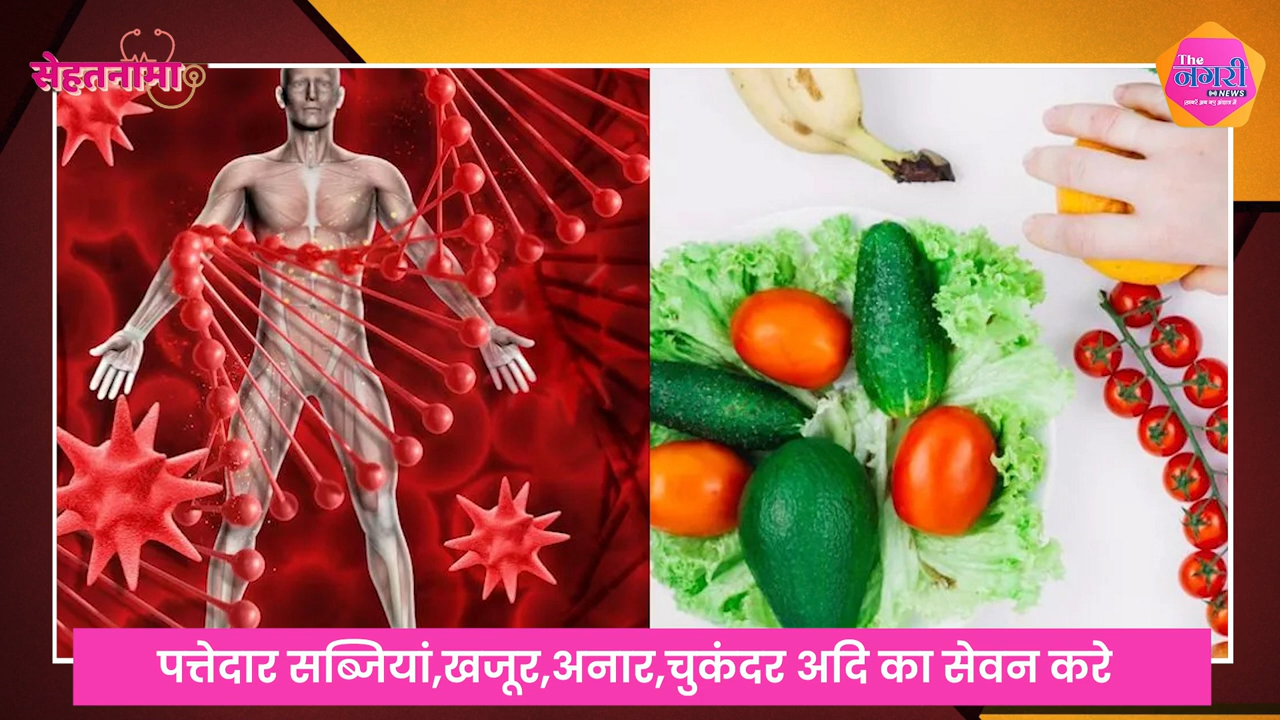 सेहतनामा
The
नगरी
NEWS
पत्तेदार सब्जियां,खजूर,अनार,चुकंदर अदि का सेवन करे